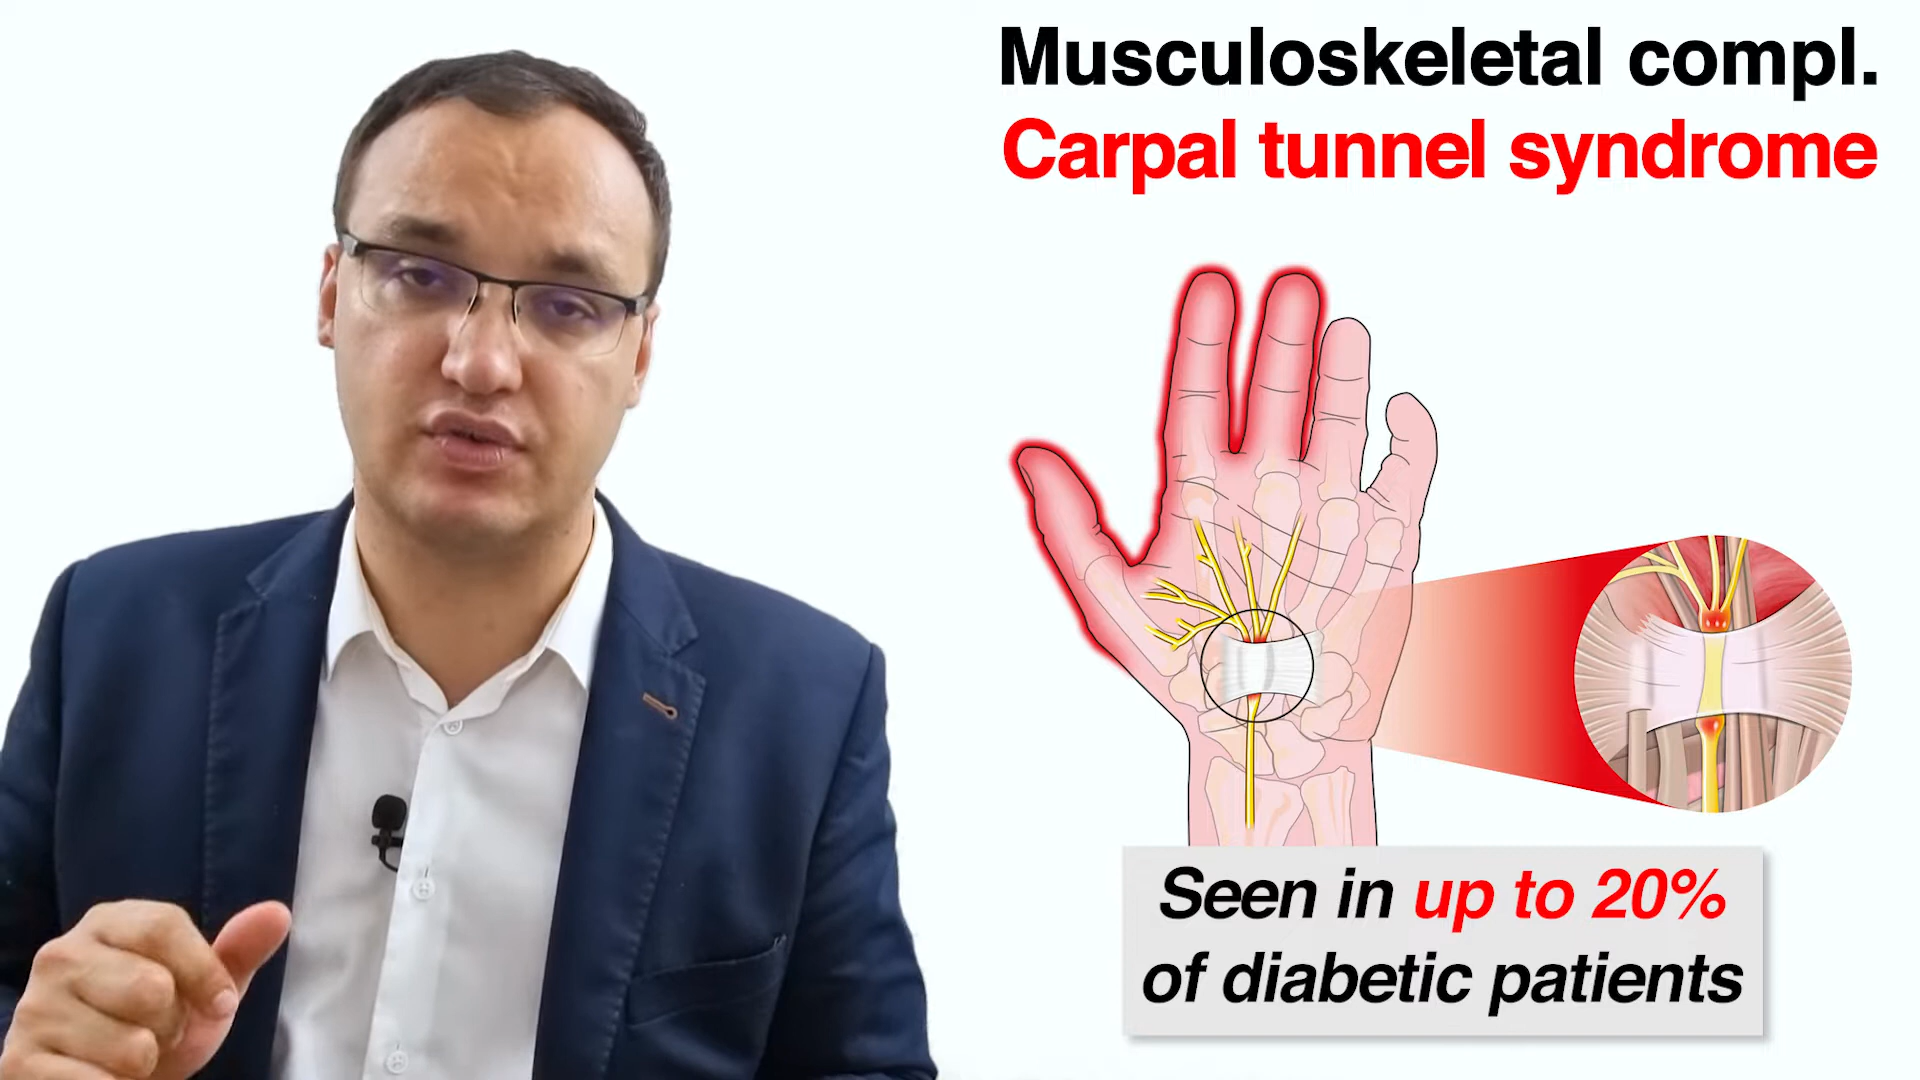 Musculoskeletal compl.
Carpal tunnel syndrome
Seen in up to 20%
of diabetic patients